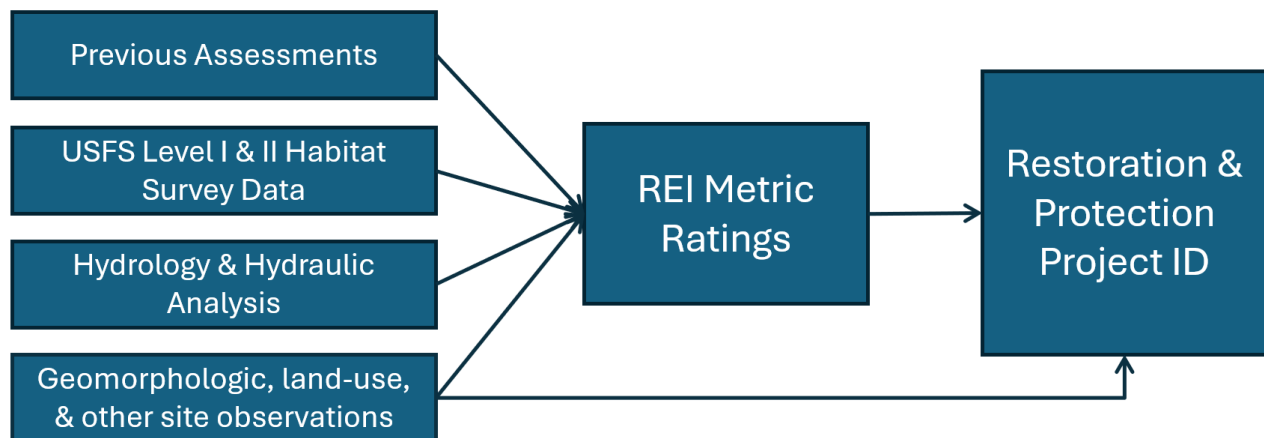 Previous Assessments
USFS Level I & II Habitat
Survey Data
Hydrology & Hydraulic
Analysis
Geomorphologic, land-use,
& other site observations
REI Metric
Ratings
Restoration &
Protection
Project ID